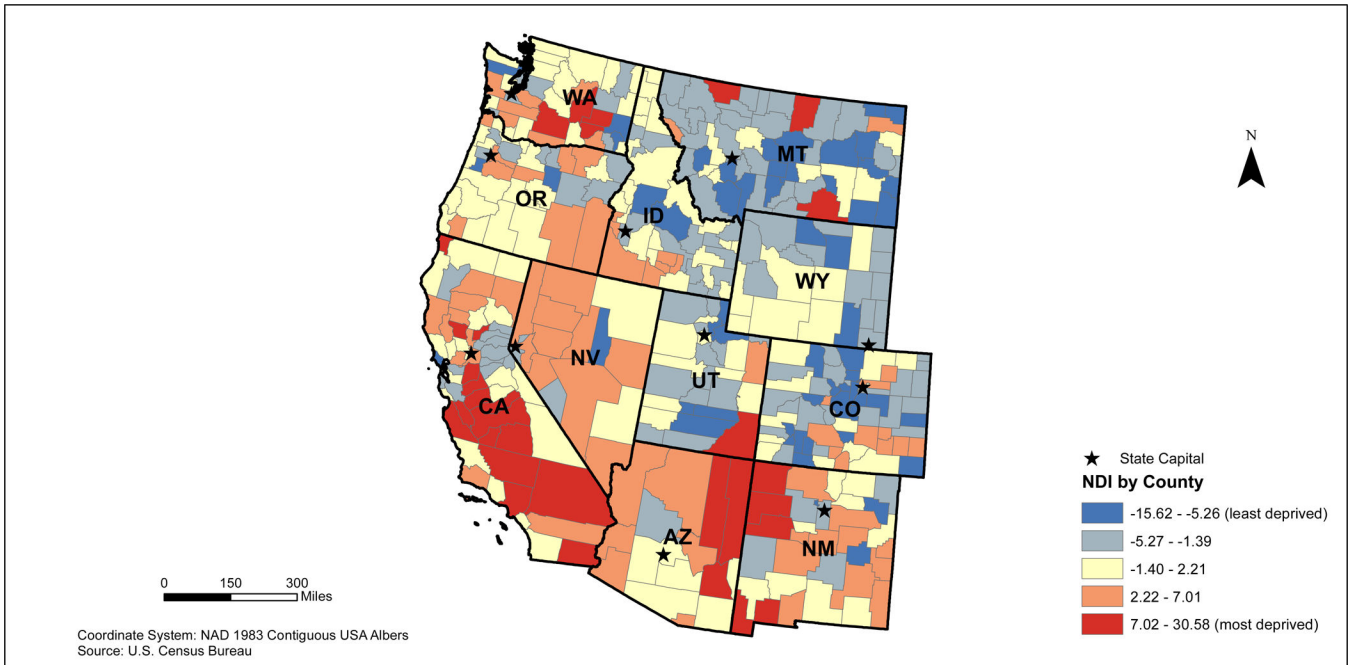 WA
MT
OR
ID
WY
NV
UT
CA
CO
AZ
NM
N
State Capital
NDI by County
-15.62 - -5.26 (least deprived)
-5.27 - -1.39
-1.40 - 2.21
2.22 - 7.01
7.02 - 30.58 (most deprived)
0 150 300
Miles
Coordinate System: NAD 1983 Contiguous USA Albers
Source: U.S. Census Bureau